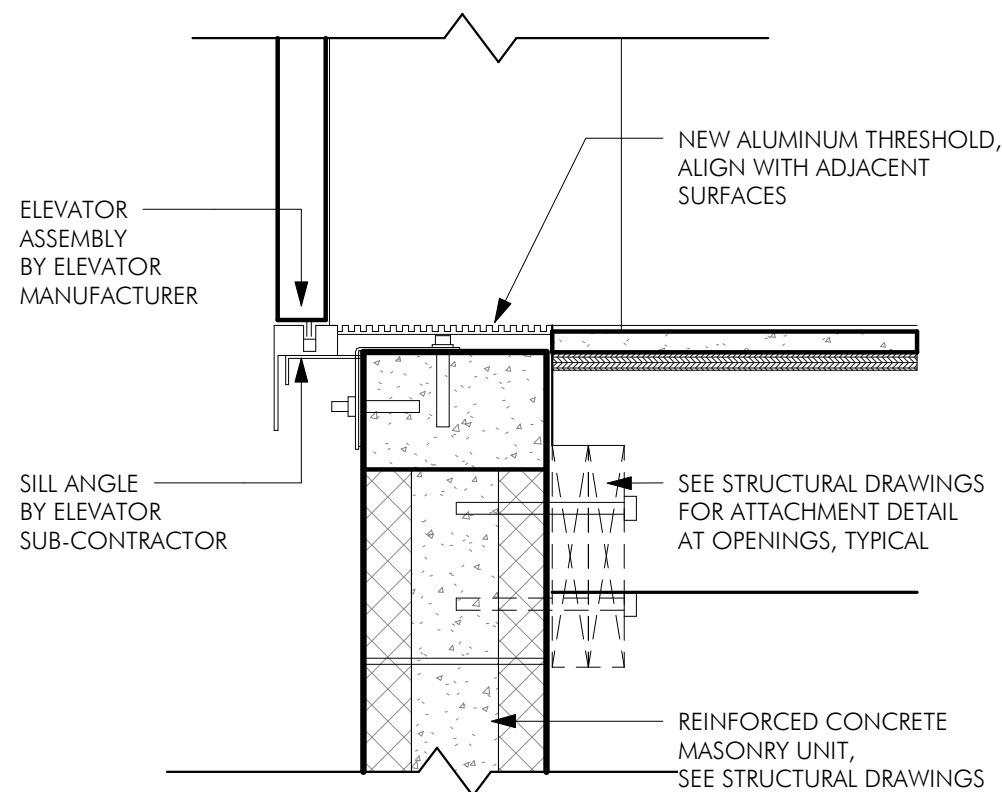 NEW ALUMINUM THRESHOLD,
ALIGN WITH ADJACENT
SURFACES
ELEVATOR
ASSEMBLY
BY ELEVATOR
MANUFACTURER
SILL ANGLE
BY ELEVATOR
SUB-CONTRACTOR
SEE STRUCTURAL DRAWINGS
FOR ATTACHMENT DETAIL
AT OPENINGS, TYPICAL
REINFORCED CONCRETE
MASONRY UNIT,
SEE STRUCTURAL DRAWINGS